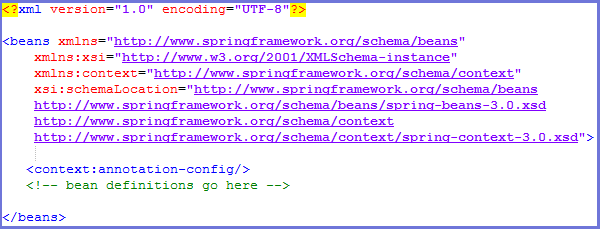 <?xml version="1.0" encoding="UTF-8"?>
<beans xmlns="http://www.springframework.org/schema/beans"
xmlns:xsi="http://www.w3.org/2001/XMLSchema-instance"
xmlns:context="http://www.springframework.org/schema/context"
xsi:schemaLocation="http://www.springframework.org/schema/beans
http://www.springframework.org/schema/beans/spring-beans-3.0.xsd
http://www.springframework.org/schema/context
http://www.springframework.org/schema/context/spring-context-3.0.xsd">
<context:annotation-config/>
<!-- bean definitions go here -->
</beans>